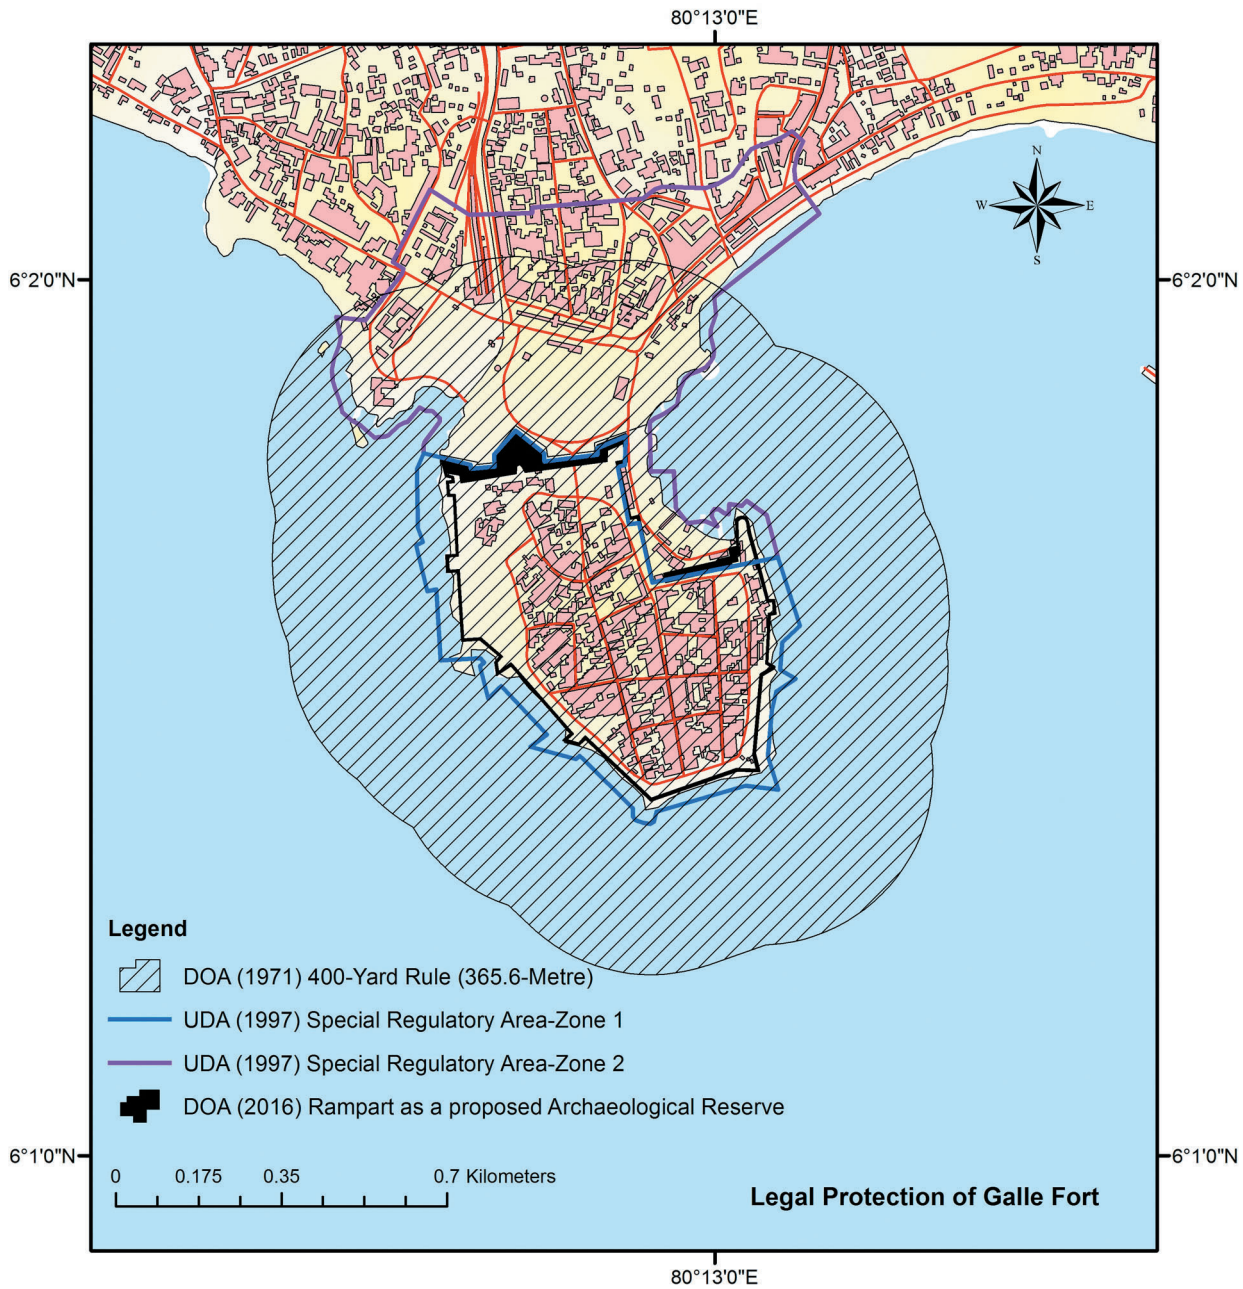 80°13'0"E
N
W
E
S
6°2'0"N
6°2'0"N
Legend
DOA (1971) 400-Yard Rule (365.6-Metre)
UDA (1997) Special Regulatory Area-Zone 1
UDA (1997) Special Regulatory Area-Zone 2
DOA (2016) Rampart as a proposed Archaeological Reserve
6°1'0"N
6°1'0"N
0 0.175 0.35 0.7 Kilometers
Legal Protection of Galle Fort
80°13'0"E